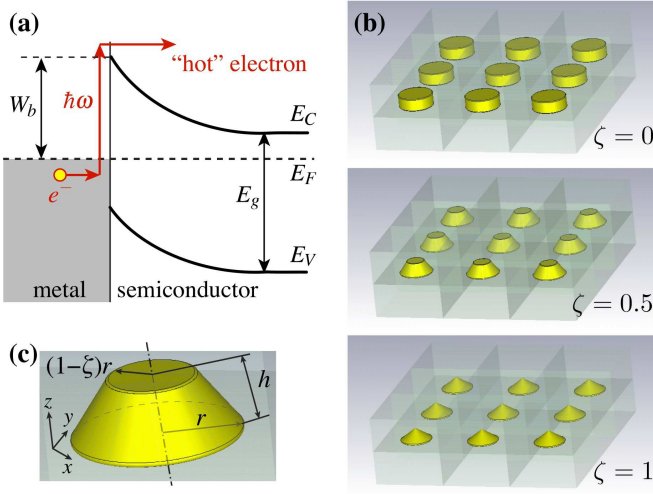 (a)
"hot" electron
W_b
ℏω
E_C
E_F
e⁻
E_g
E_V
metal
semiconductor
(b)
ζ = 0
ζ = 0.5
ζ = 1
(c)
(1−ζ)r
h
r
z
y
x